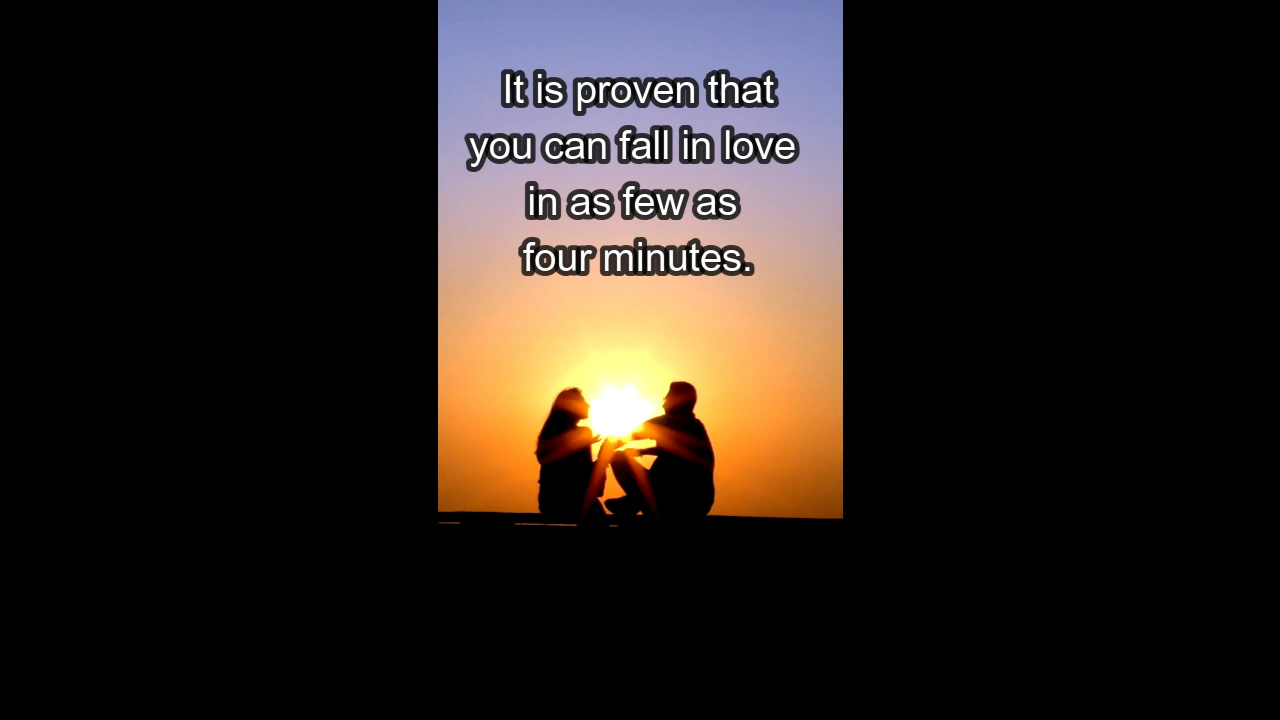 It is proven that
you can fall in love
in as few as
four minutes.